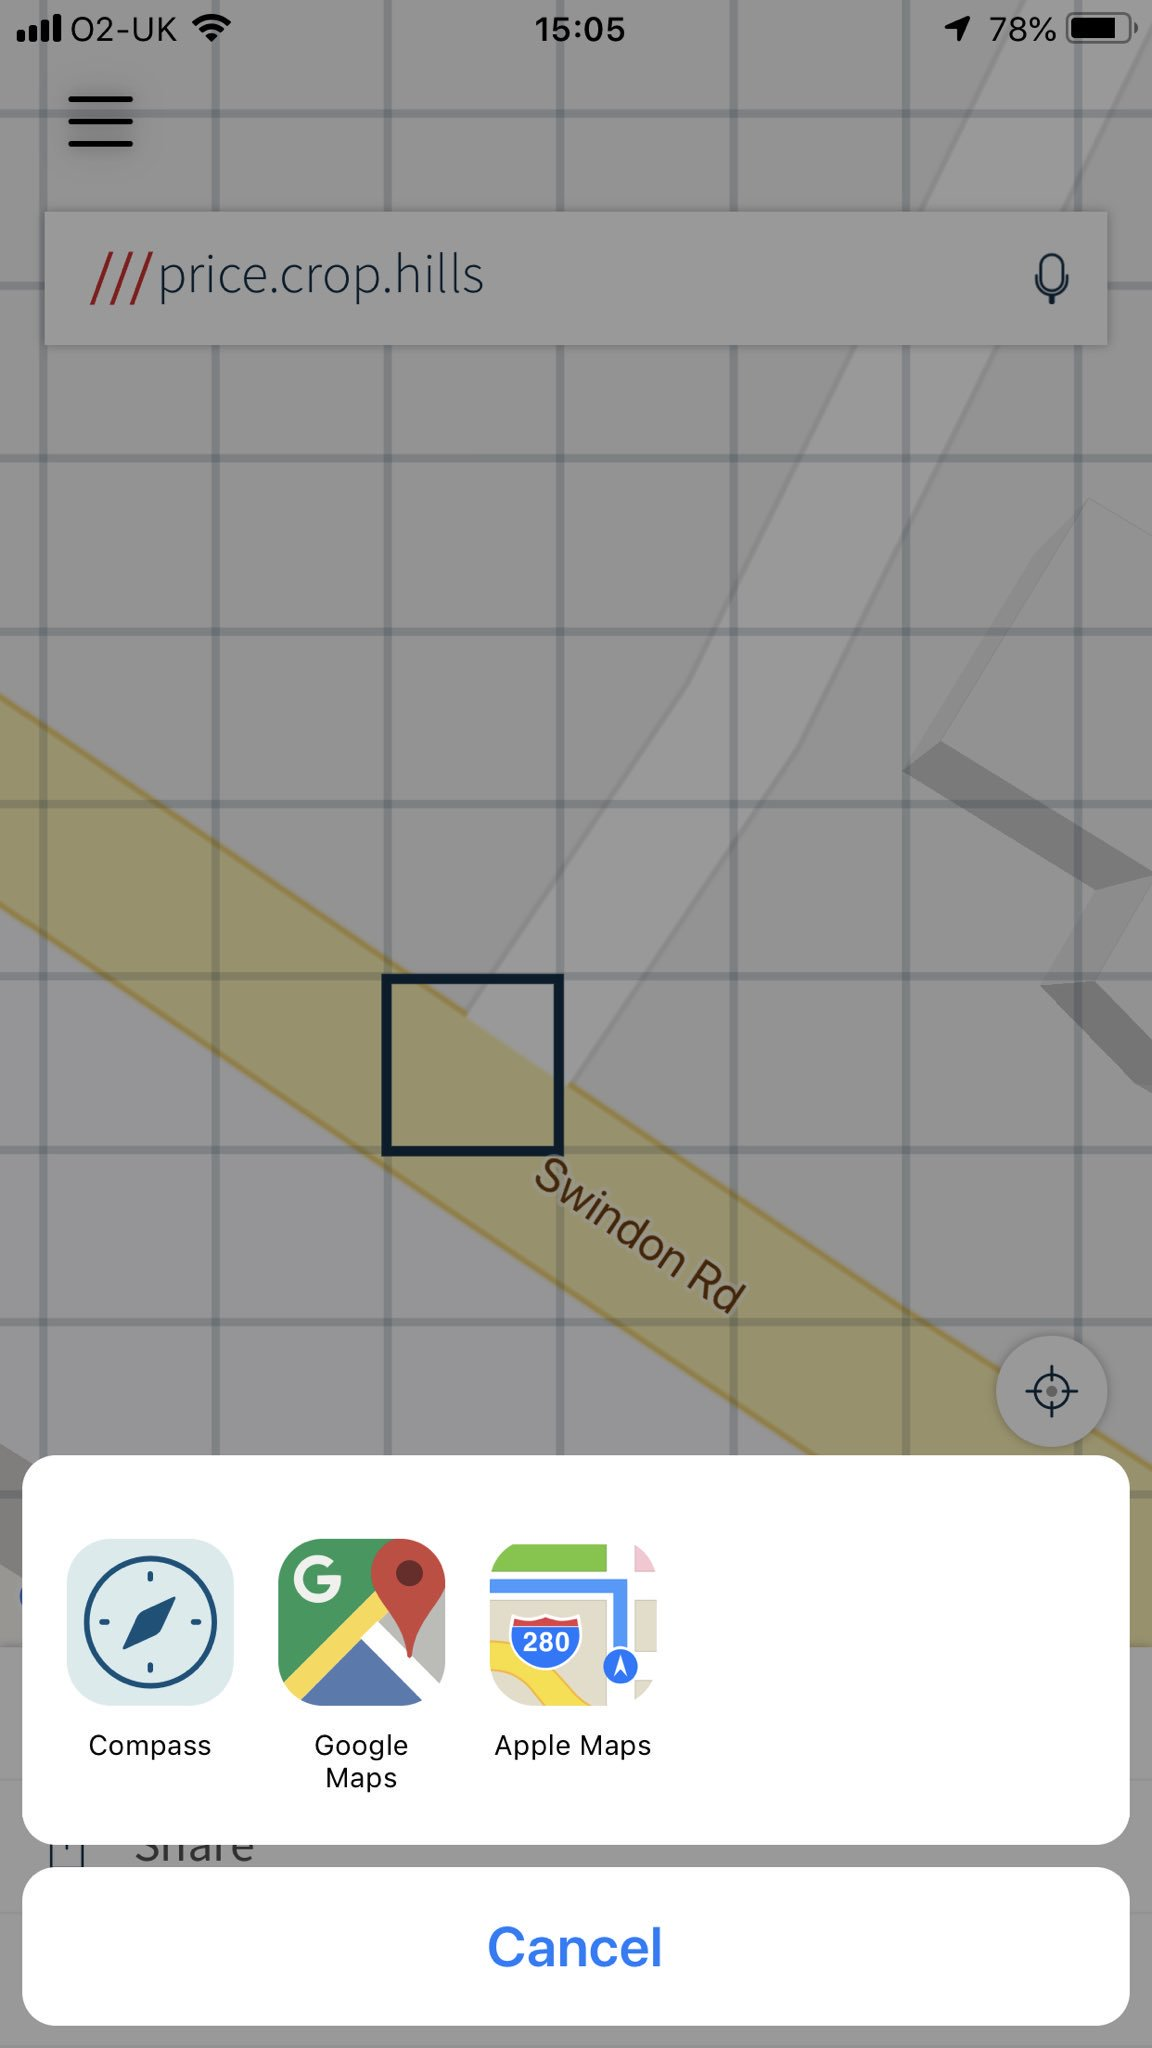 O2-UK 15:05 78%
///price.crop.hills
Swindon Rd
G
280
Compass Google Maps Apple Maps
Share
Cancel